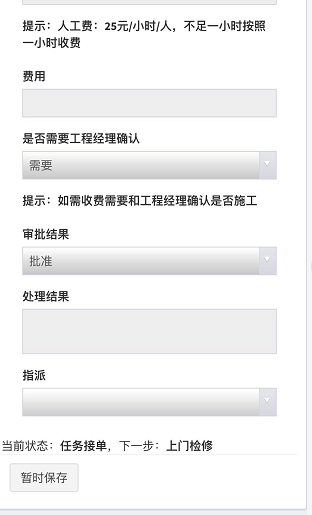 提示：人工费：25元/小时/人，不足一小时按照
一小时收费
费用
是否需要工程经理确认
需要
提示：如需收费需要和工程经理确认是否施工
审批结果
批准
处理结果
指派
当前状态：任务接单，下一步：上门检修
暂时保存